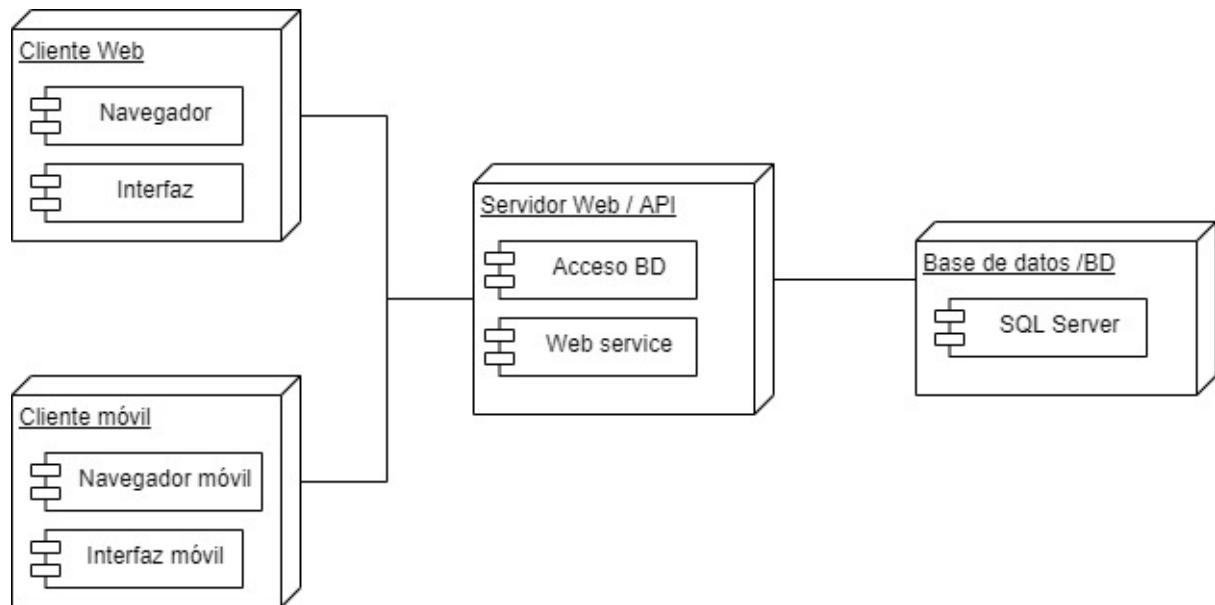 Cliente Web
Navegador
Interfaz
Servidor Web / API
Acceso BD
Web service
Base de datos /BD
SQL Server
Cliente móvil
Navegador móvil
Interfaz móvil